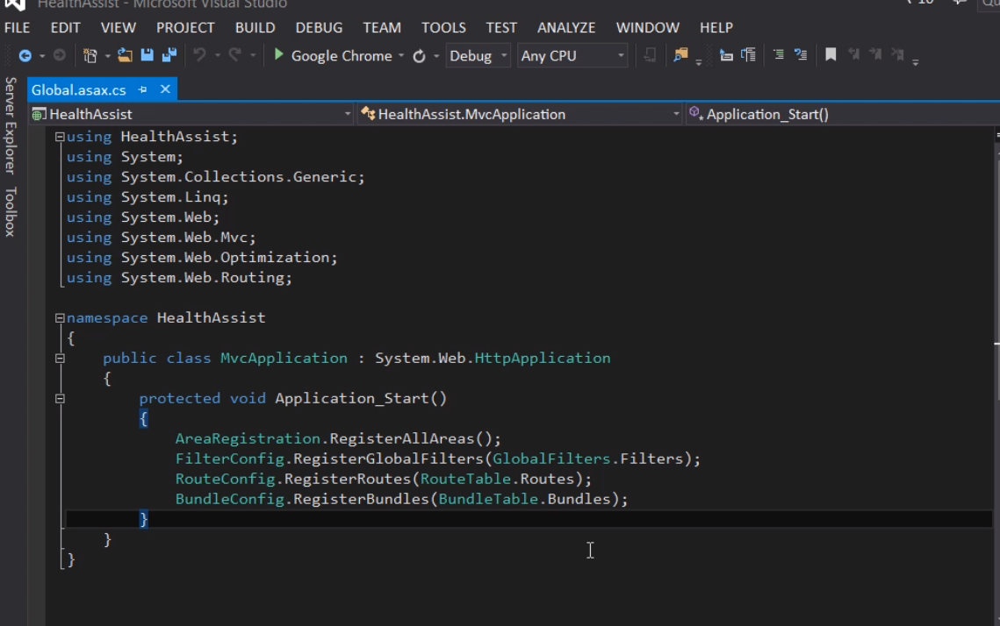 HealthAssist - Microsoft Visual Studio
FILE EDIT VIEW PROJECT BUILD DEBUG TEAM TOOLS TEST ANALYZE WINDOW HELP
Google Chrome Debug Any CPU
Server Explorer
Toolbox
Global.asax.cs
HealthAssist HealthAssist.MvcApplication Application_Start()
using HealthAssist;
using System;
using System.Collections.Generic;
using System.Linq;
using System.Web;
using System.Web.Mvc;
using System.Web.Optimization;
using System.Web.Routing;
namespace HealthAssist
{
public class MvcApplication : System.Web.HttpApplication
{
protected void Application_Start()
{
AreaRegistration.RegisterAllAreas();
FilterConfig.RegisterGlobalFilters(GlobalFilters.Filters);
RouteConfig.RegisterRoutes(RouteTable.Routes);
BundleConfig.RegisterBundles(BundleTable.Bundles);
}
}
}